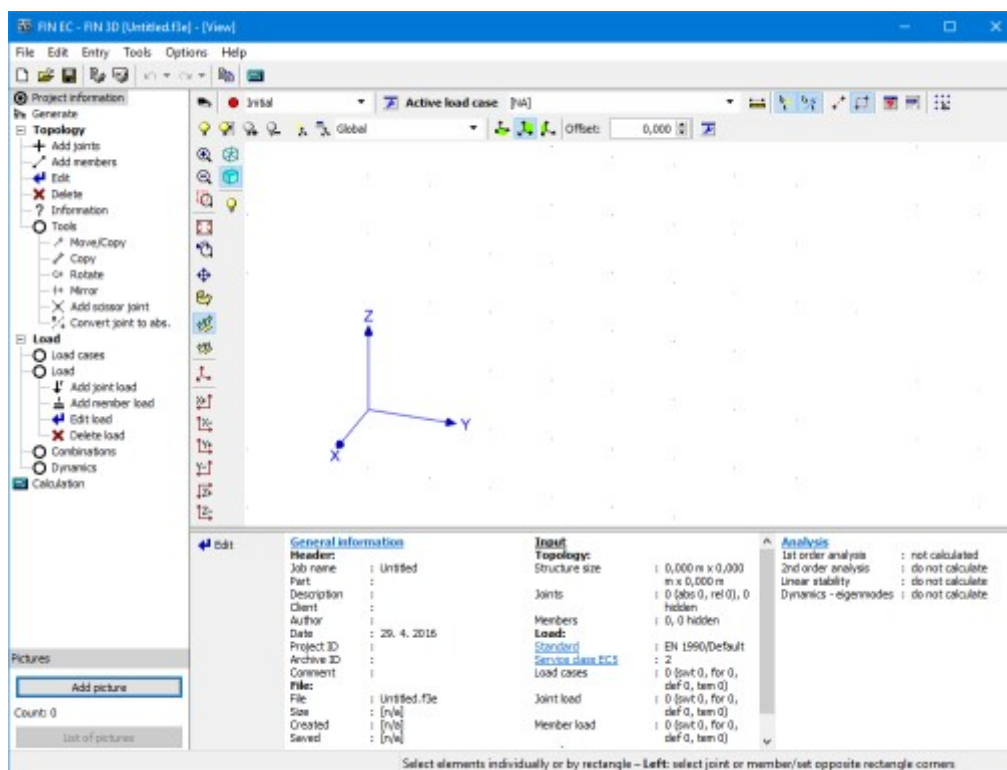 FIN EC - FIN 3D [Untitled.f3e] - [View]
File Edit Entry Tools Options Help
Project information
Generate
Topology
Add joints
Add members
Edit
Delete
Information
Tools
Move/Copy
Copy
Rotate
Mirror
Add scissor joint
Convert joint to abs.
Load
Load cases
Load
Add joint load
Add member load
Edit load
Delete load
Combinations
Dynamics
Calculation
Initial Active load case [NA]
Global Offset: 0,000
Z
Y
X
Edit
General information
Header:
Job name : Untitled
Part :
Description :
Client :
Author :
Date : 29. 4. 2016
Project ID :
Archive ID :
Comment :
File:
File : Untitled.f3e
Size : [n/a]
Created : [n/a]
Saved : [n/a]
Input
Topology:
Structure size : 0,000 m x 0,000
m x 0,000 m
Joints : 0 (abs 0, rel 0), 0
hidden
Members : 0, 0 hidden
Load:
Standard : EN 1990/Default
Service class EC5 : 2
Load cases : 0 (swt 0, for 0,
def 0, tem 0)
Joint load : 0 (swt 0, for 0,
def 0, tem 0)
Member load : 0 (swt 0, for 0,
def 0, tem 0)
Analysis
1st order analysis : not calculated
2nd order analysis : do not calculate
Linear stability : do not calculate
Dynamics - eigenmodes : do not calculate
Pictures
Add picture
Count: 0
List of pictures
Select elements individually or by rectangle – Left: select joint or member/set opposite rectangle corners